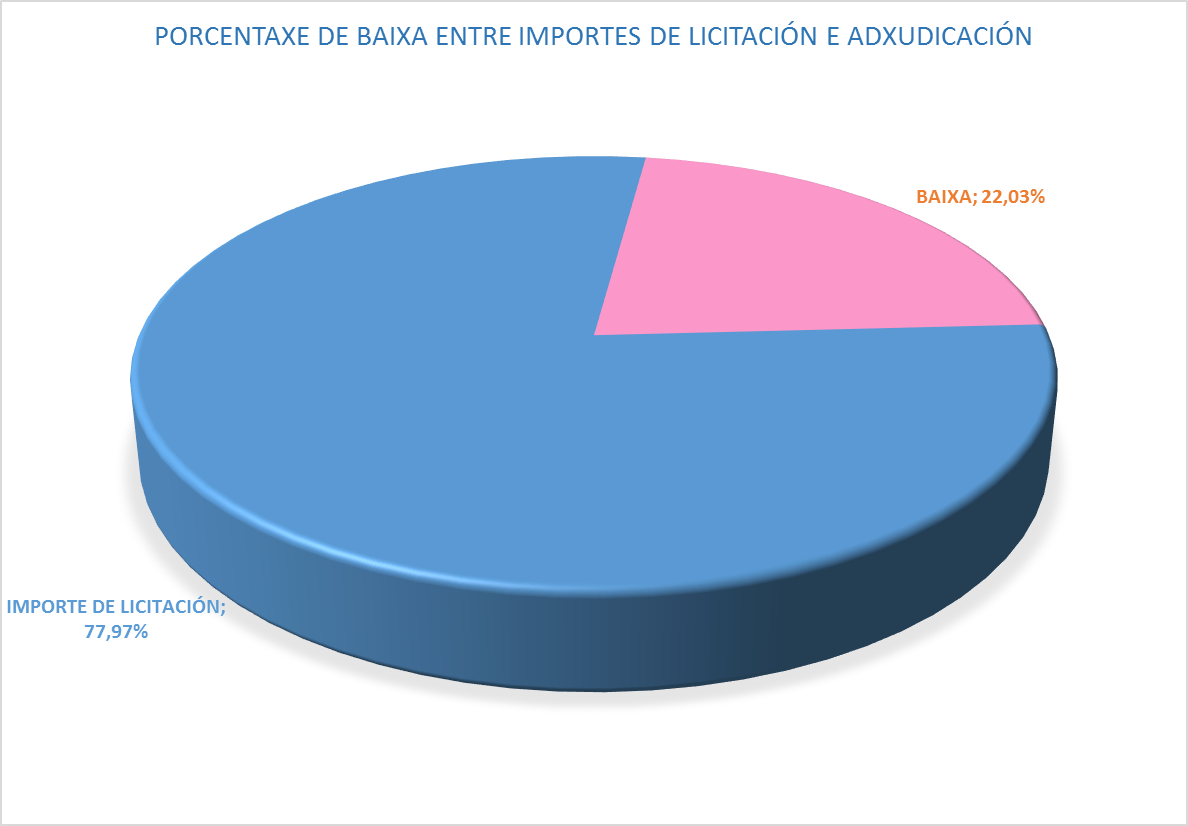 PORCENTAXE DE BAIXA ENTRE IMPORTES DE LICITACIÓN E ADXUDICACIÓN
BAIXA; 22,03%
IMPORTE DE LICITACIÓN;
77,97%